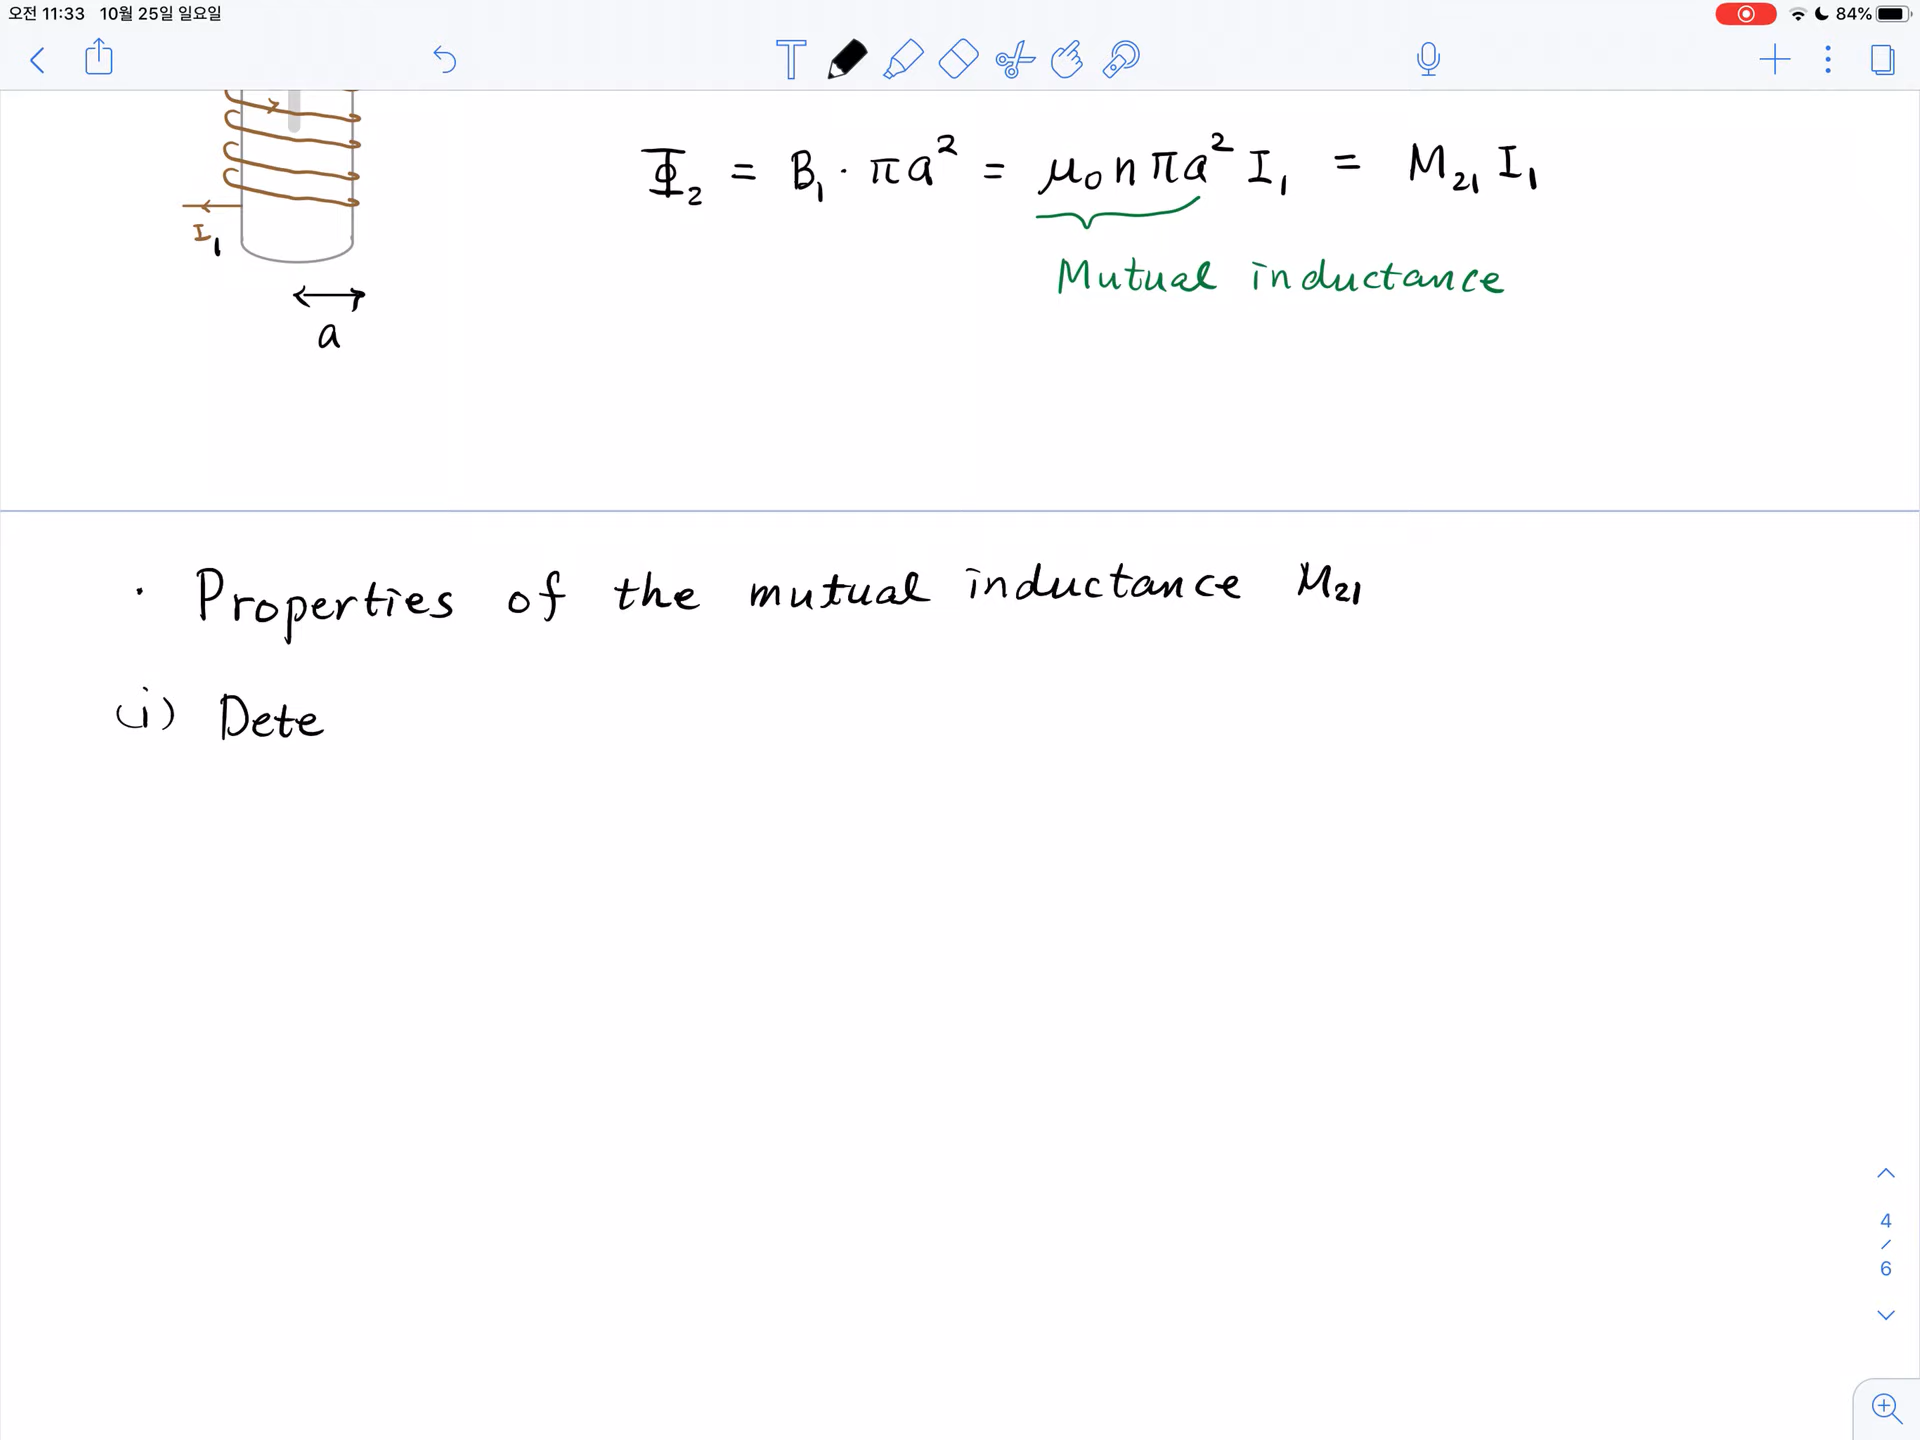 오전 11:33 10월 25일 일요일
84%
T
Φ₂ = B₁ · πa² = μ₀nπa² I₁ = M₂₁ I₁
Mutual inductance
I₁
a
· Properties of the mutual inductance M₂₁
(i) Dete
4
/
6